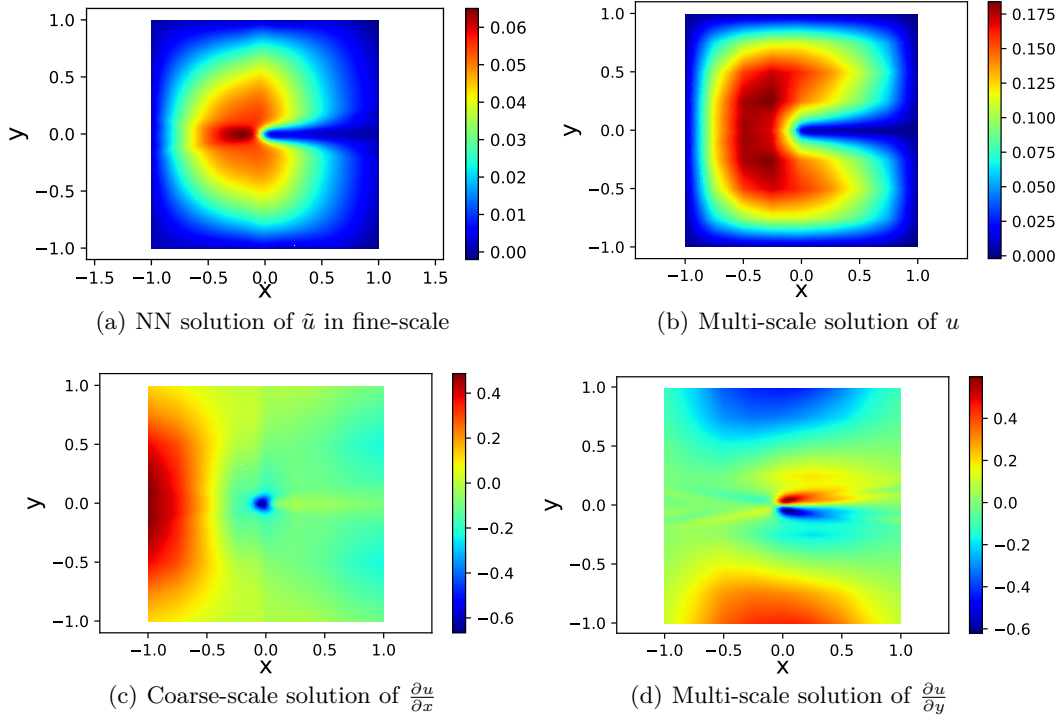 1.0
0.5
0.0
−0.5
−1.0
y
−1.5 −1.0 −0.5 0.0 0.5 1.0 1.5
x
0.06
0.05
0.04
0.03
0.02
0.01
0.00
(a) NN solution of ũ in fine-scale
1.0
0.5
0.0
−0.5
−1.0
y
−1.0 −0.5 0.0 0.5 1.0
x
0.175
0.150
0.125
0.100
0.075
0.050
0.025
0.000
(b) Multi-scale solution of u
1.0
0.5
0.0
−0.5
−1.0
y
−1.0 −0.5 0.0 0.5 1.0
x
0.4
0.2
0.0
−0.2
−0.4
−0.6
(c) Coarse-scale solution of ∂u/∂x
1.0
0.5
0.0
−0.5
−1.0
y
−1.0 −0.5 0.0 0.5 1.0
x
0.4
0.2
0.0
−0.2
−0.4
−0.6
(d) Multi-scale solution of ∂u/∂y